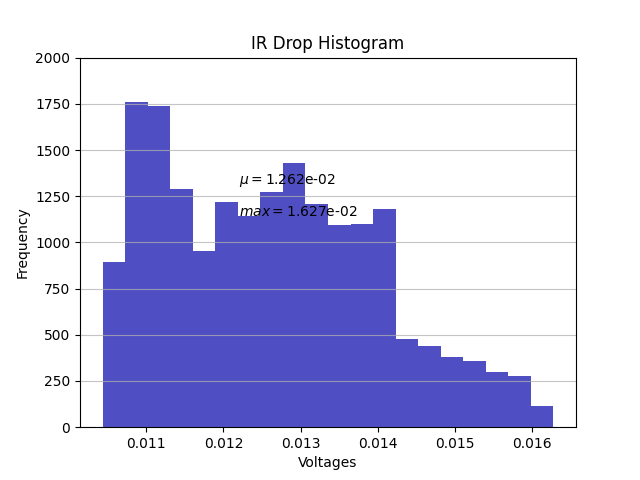 IR Drop Histogram
2000
1750
1500
1250
1000
750
500
250
0
Frequency
μ = 1.262e-02
max = 1.627e-02
0.011 0.012 0.013 0.014 0.015 0.016
Voltages